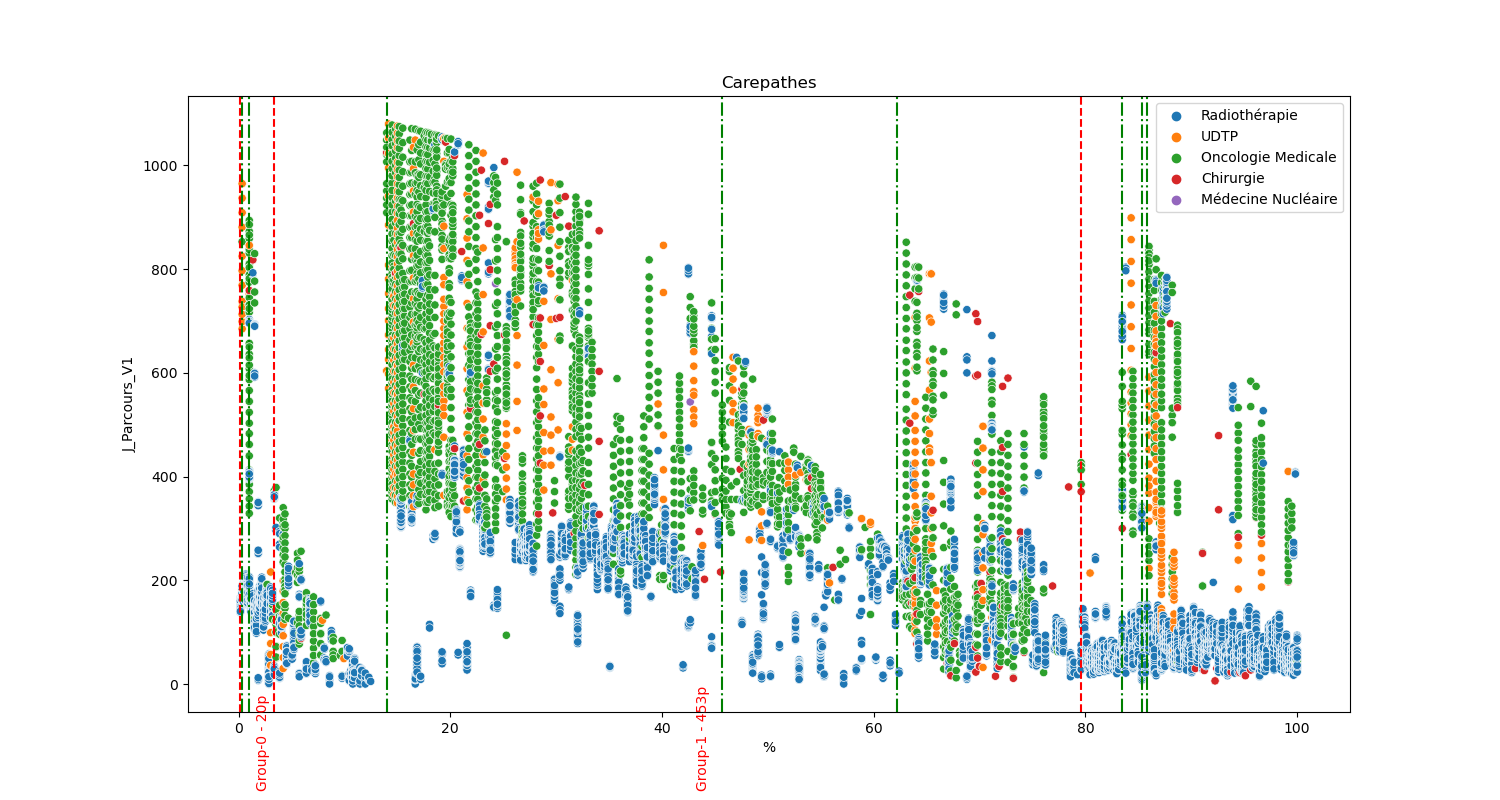 Carepathes
Radiothérapie
UDTP
Oncologie Medicale
Chirurgie
Médecine Nucléaire
J_Parcours_V1
1000
800
600
400
200
0
0 20 40 60 80 100
%
Group-0 - 20p
Group-1 - 453p